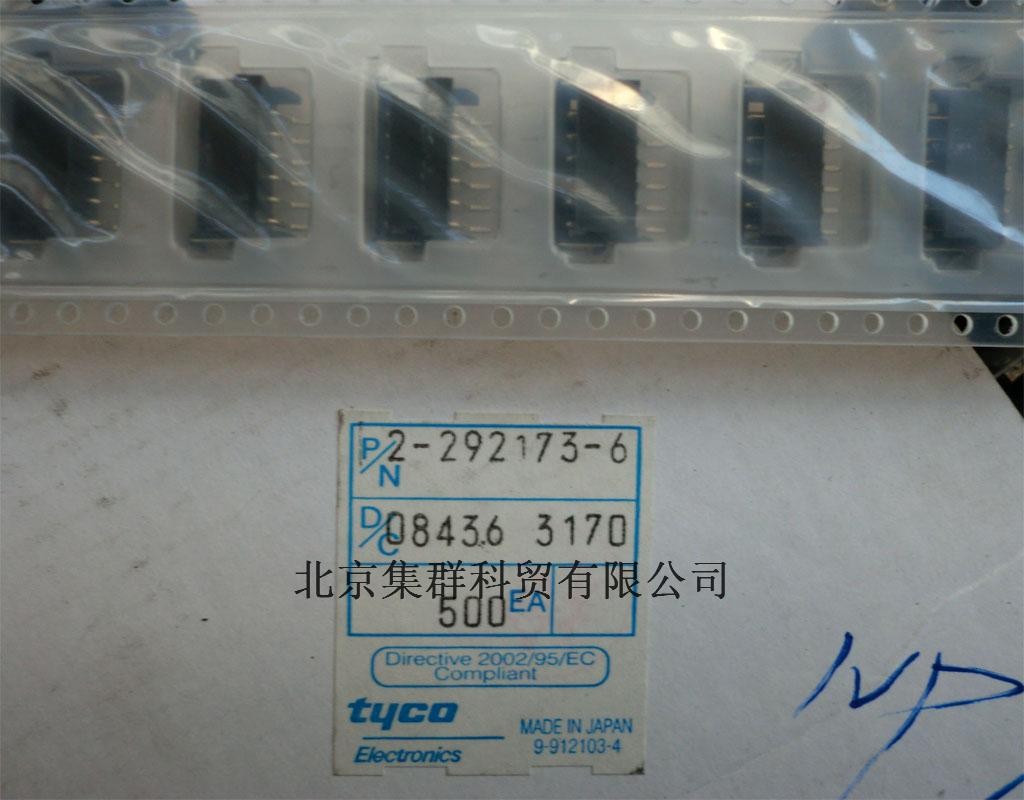 P/N 2-292173-6
D/C 08436 3170
北京集群科贸有限公司
500 EA
Directive 2002/95/EC
Compliant
tyco
Electronics
MADE IN JAPAN
9-912103-4